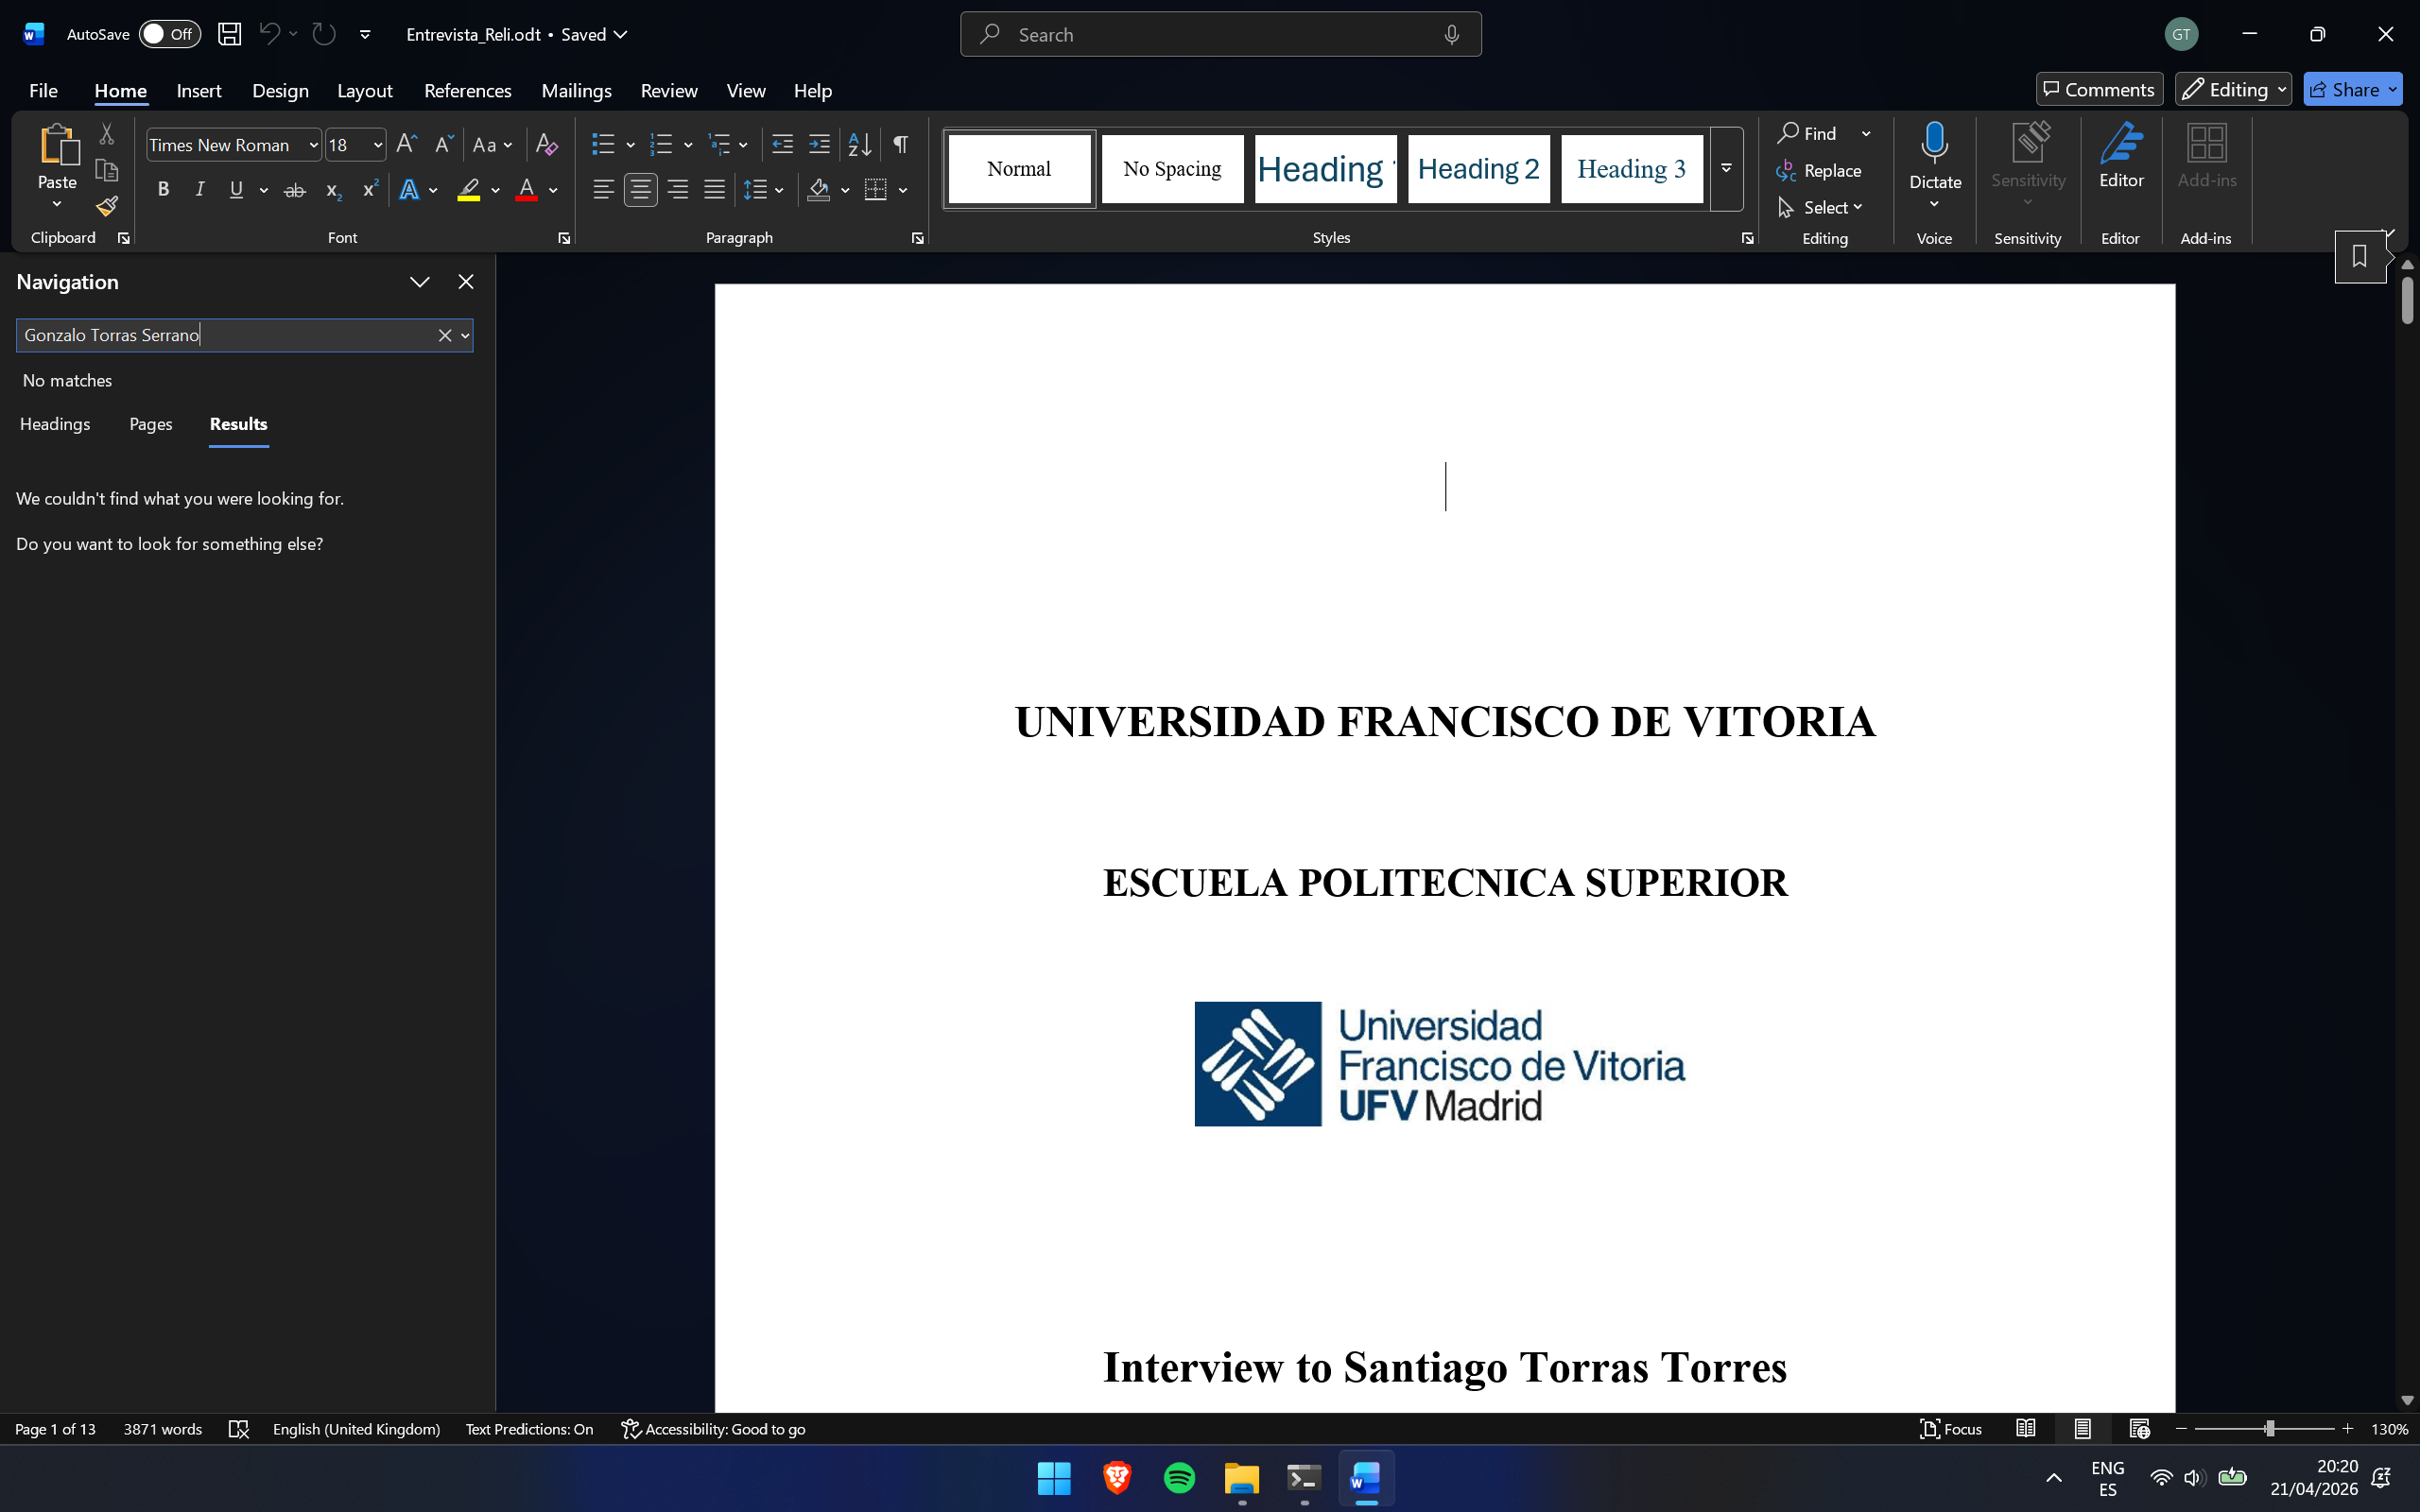 AutoSave Off Entrevista_Reli.odt • Saved Search GT
File Home Insert Design Layout References Mailings Review View Help Comments Editing Share
Paste
Clipboard
Times New Roman 18 Aa
B I U ab x₂ x² A A
Font
Paragraph
Normal No Spacing Heading 1 Heading 2 Heading 3
Styles
Find
Replace
Select
Editing
Dictate
Voice
Sensitivity
Sensitivity
Editor
Editor
Add-ins
Add-ins
Navigation
Gonzalo Torras Serrano
No matches
Headings Pages Results
We couldn't find what you were looking for.
Do you want to look for something else?
UNIVERSIDAD FRANCISCO DE VITORIA
ESCUELA POLITECNICA SUPERIOR
Universidad
Francisco de Vitoria
UFV Madrid
Interview to Santiago Torras Torres
Page 1 of 13 3871 words English (United Kingdom) Text Predictions: On Accessibility: Good to go Focus 130%
ENG
ES
20:20
21/04/2026